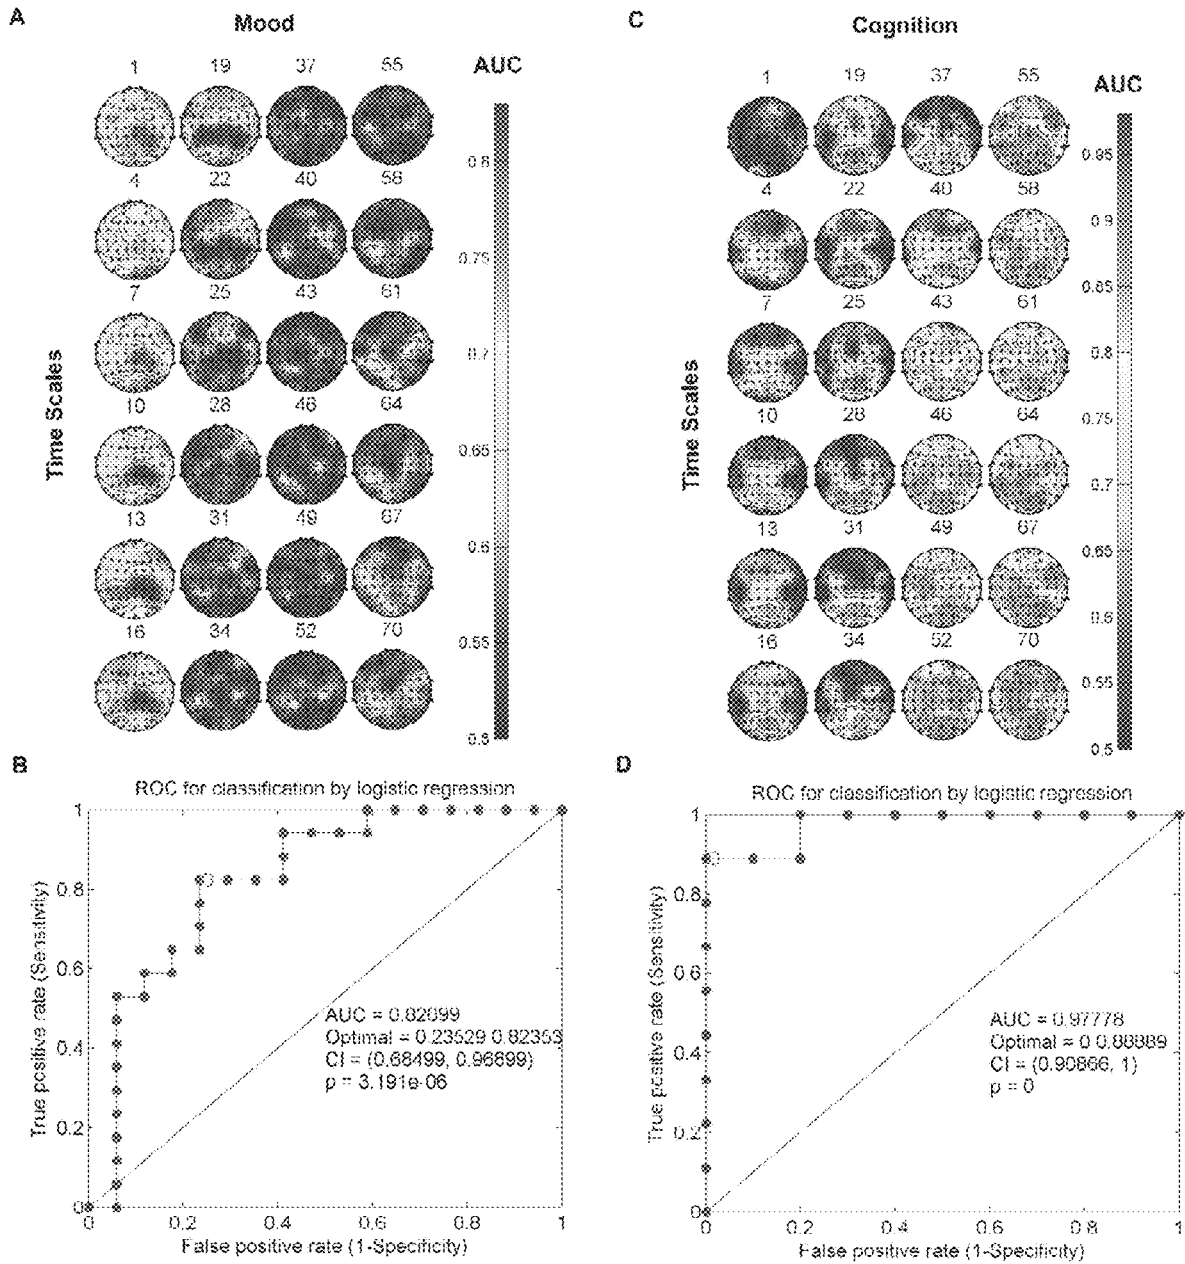 A
Mood
1 19 37 55
AUC
4 22 40 58
7 25 43 61
10 28 46 64
13 31 49 67
16 34 52 70
Time Scales
0.8
0.75
0.7
0.65
0.6
0.55
0.5
C
Cognition
1 19 37 55
AUC
4 22 40 58
7 25 43 61
10 28 46 64
13 31 49 67
16 34 52 70
Time Scales
0.95
0.9
0.85
0.8
0.75
0.7
0.65
0.6
0.55
0.5
B
ROC for classification by logistic regression
1
0.8
0.6
0.4
0.2
0
True positive rate (Sensitivity)
AUC = 0.82099
Optimal = 0.23529 0.82353
CI = (0.68499, 0.96699)
p = 3.191e-06
0 0.2 0.4 0.6 0.8 1
False positive rate (1-Specificity)
D
ROC for classification by logistic regression
1
0.8
0.6
0.4
0.2
0
True positive rate (Sensitivity)
AUC = 0.97778
Optimal = 0 0.88889
CI = (0.90866, 1)
p = 0
0 0.2 0.4 0.6 0.8 1
False positive rate (1-Specificity)